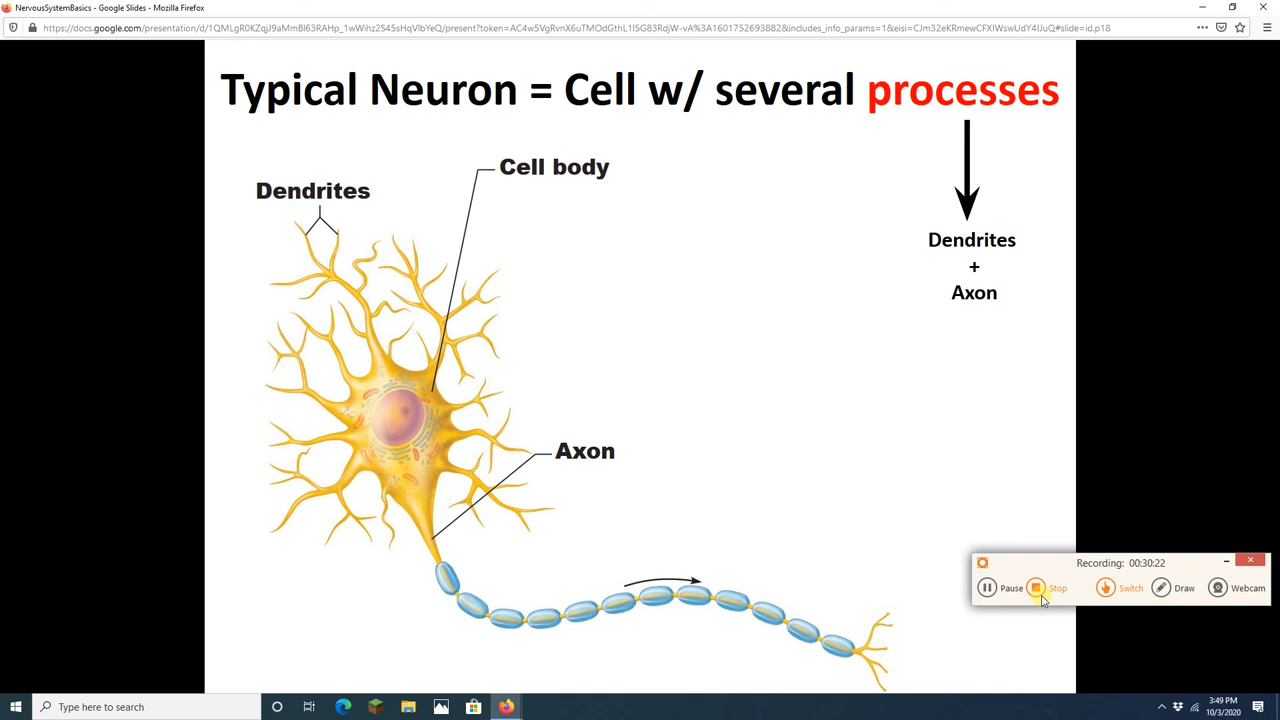 NervousSystemBasics - Google Slides - Mozilla Firefox
Typical Neuron = Cell w/ several processes
Cell body
Dendrites
Dendrites
+
Axon
Axon
Recording: 00:30:22
Pause Stop Switch Draw Webcam
Type here to search
3:49 PM
10/3/2020